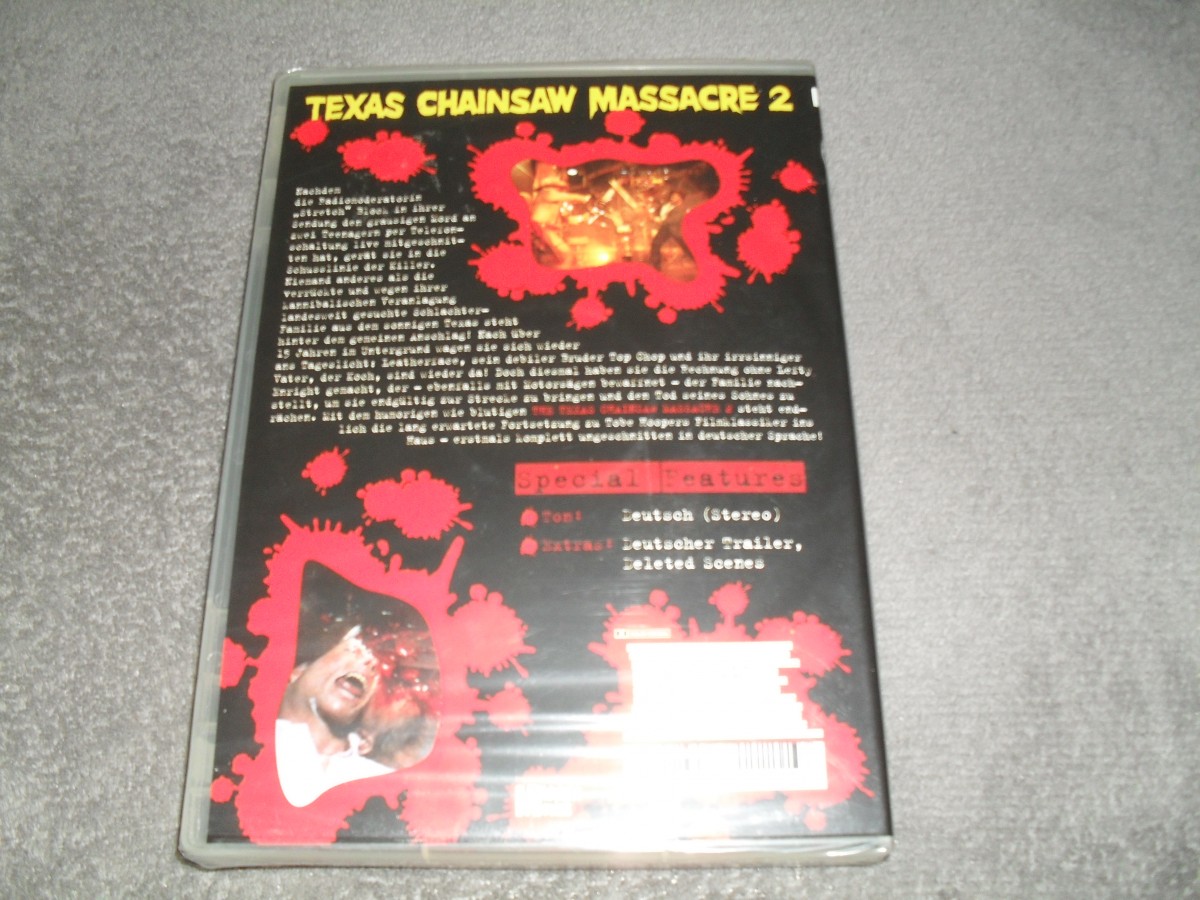 TEXAS CHAINSAW MASSACRE 2
Nachdem
die Radiomoderatorin
„Stretch" Block in ihrer
Sendung den grausigen Mord an
zwei Teenagern per Telefon-
schaltung live mitgeschnit-
ten hat, gerät sie in die
Schusslinie der Killer.
Niemand anderes als die
verrückte und wegen ihrer
kannibalischen Veranlagung
landesweit gesuchte Schlachter-
Familie aus dem sonnigen Texas steht
hinter dem gemeinen Anschlag! Nach über
15 Jahren im Untergrund wagen sie sich wieder
ans Tageslicht: Leatherface, sein debiler Bruder Top Chop und ihr irrsinniger
Vater, der Koch, sind wieder da! Doch diesmal haben sie die Rechnung ohne Lefty
Enright gemacht, der - ebenfalls mit Motorsägen bewaffnet - der Familie nach-
stellt, um sie endgültig zur Strecke zu bringen und den Tod seines Sohnes zu
rächen. Mit dem humorigen wie blutigen THE TEXAS CHAINSAW MASSACRE 2 steht end-
lich die lang erwartete Fortsetzung zu Tobe Hoopers Filmklassiker ins
Haus - erstmals komplett ungeschnitten in deutscher Sprache!
Special Features
Ton: Deutsch (Stereo)
Extras: Deutscher Trailer,
Deleted Scenes